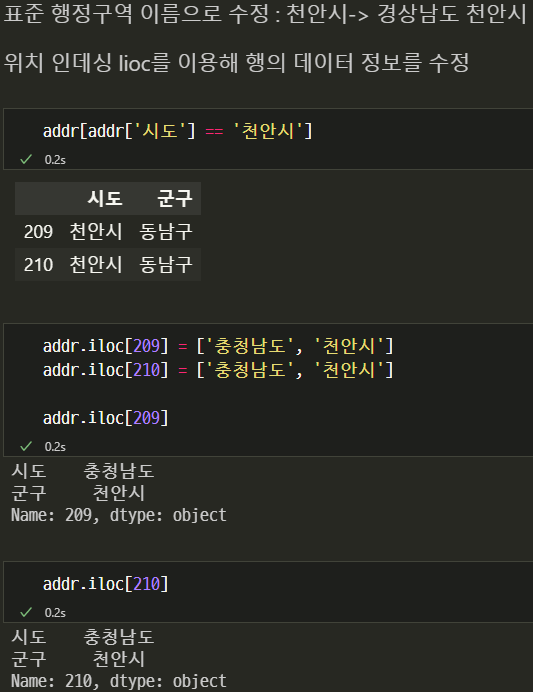 표준 행정구역 이름으로 수정 : 천안시-> 경상남도 천안시
위치 인데싱 lioc를 이용해 행의 데이터 정보를 수정
addr[addr['시도'] == '천안시']
0.2s
시도 군구
209 천안시 동남구
210 천안시 동남구
addr.iloc[209] = ['충청남도', '천안시']
addr.iloc[210] = ['충청남도', '천안시']
addr.iloc[209]
0.2s
시도 충청남도
군구 천안시
Name: 209, dtype: object
addr.iloc[210]
0.2s
시도 충청남도
군구 천안시
Name: 210, dtype: object